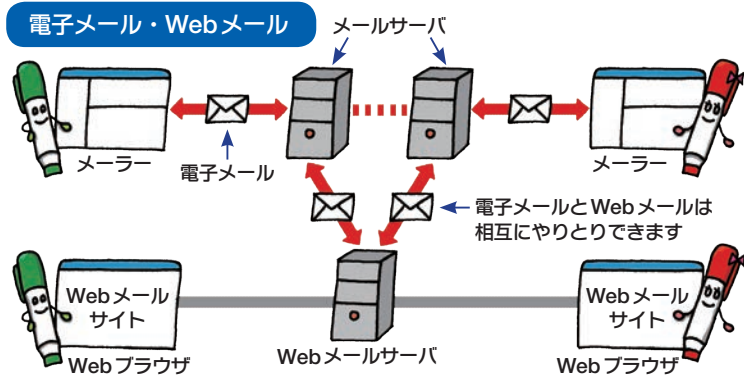 電子メール・Webメール
メールサーバ
メーラー
電子メール
メーラー
電子メールとWebメールは
相互にやりとりできます
Webメール
サイト
Webブラウザ
Webメールサーバ
Webメール
サイト
Webブラウザ